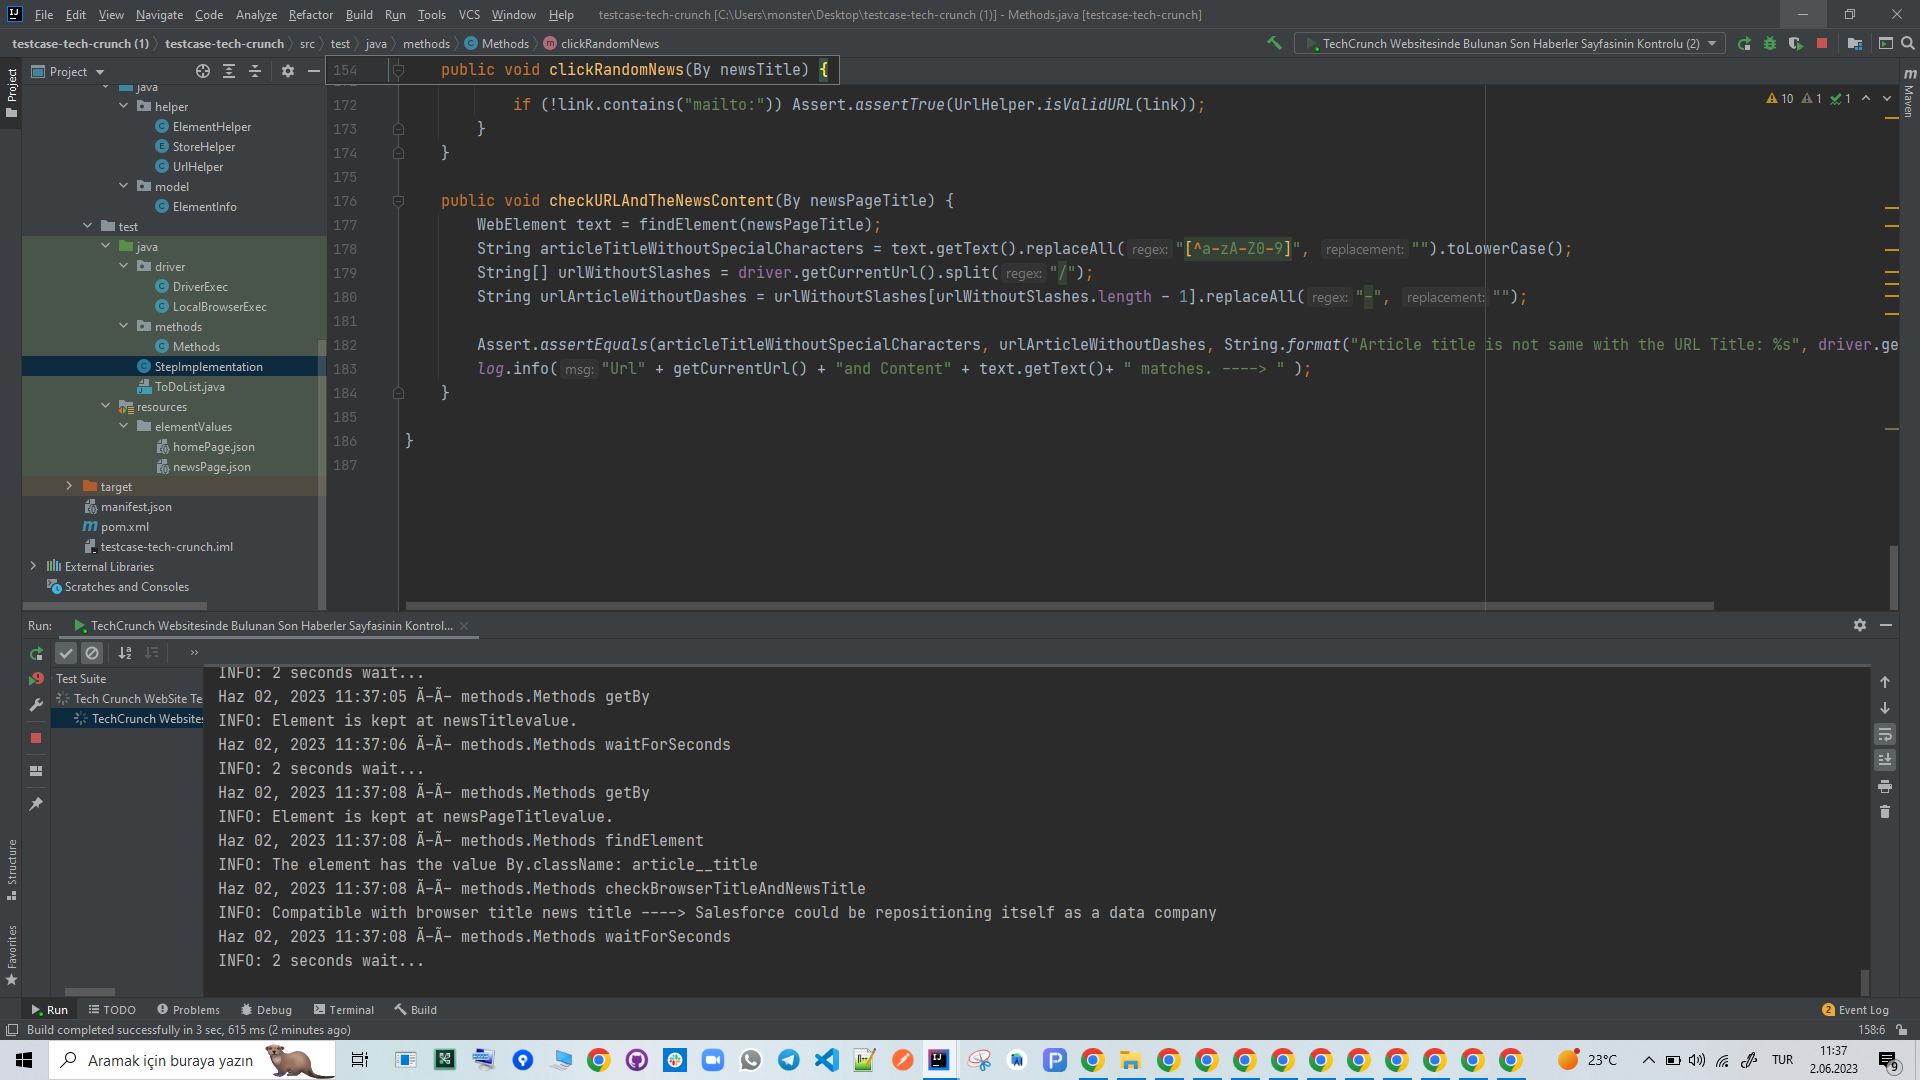 File Edit View Navigate Code Analyze Refactor Build Run Tools VCS Window Help testcase-tech-crunch [C:\Users\monster\Desktop\testcase-tech-crunch (1)] - Methods.java [testcase-tech-crunch]
testcase-tech-crunch (1) testcase-tech-crunch src test java methods Methods clickRandomNews
TechCrunch Websitesinde Bulunan Son Haberler Sayfasinin Kontrolu (2)
Project
Project
Maven
java
helper
ElementHelper
StoreHelper
UrlHelper
model
ElementInfo
test
java
driver
DriverExec
LocalBrowserExec
methods
Methods
StepImplementation
ToDoList.java
resources
elementValues
homePage.json
newsPage.json
target
manifest.json
pom.xml
testcase-tech-crunch.iml
External Libraries
Scratches and Consoles
154 public void clickRandomNews(By newsTitle) {
10 1 1
172 if (!link.contains("mailto:")) Assert.assertTrue(UrlHelper.isValidURL(link));
173 }
174 }
175
176 public void checkURLAndTheNewsContent(By newsPageTitle) {
177 WebElement text = findElement(newsPageTitle);
178 String articleTitleWithoutSpecialCharacters = text.getText().replaceAll( regex: "[^a-zA-Z0-9]", replacement: "").toLowerCase();
179 String[] urlWithoutSlashes = driver.getCurrentUrl().split( regex: "/");
180 String urlArticleWithoutDashes = urlWithoutSlashes[urlWithoutSlashes.length - 1].replaceAll( regex: "-", replacement: "");
181
182 Assert.assertEquals(articleTitleWithoutSpecialCharacters, urlArticleWithoutDashes, String.format("Article title is not same with the URL Title: %s", driver.ge
183 log.info( msg: "Url" + getCurrentUrl() + "and Content" + text.getText()+ " matches. ----> " );
184 }
185
186 }
187
Run: TechCrunch Websitesinde Bulunan Son Haberler Sayfasinin Kontrol...
Test Suite
Tech Crunch WebSite Te
TechCrunch Websites
INFO: 2 seconds wait...
Haz 02, 2023 11:37:05 Ã-Ã- methods.Methods getBy
INFO: Element is kept at newsTitlevalue.
Haz 02, 2023 11:37:06 Ã-Ã- methods.Methods waitForSeconds
INFO: 2 seconds wait...
Haz 02, 2023 11:37:08 Ã-Ã- methods.Methods getBy
INFO: Element is kept at newsPageTitlevalue.
Haz 02, 2023 11:37:08 Ã-Ã- methods.Methods findElement
INFO: The element has the value By.className: article__title
Haz 02, 2023 11:37:08 Ã-Ã- methods.Methods checkBrowserTitleAndNewsTitle
INFO: Compatible with browser title news title ----> Salesforce could be repositioning itself as a data company
Haz 02, 2023 11:37:08 Ã-Ã- methods.Methods waitForSeconds
INFO: 2 seconds wait...
Structure
Favorites
Run TODO Problems Debug Terminal Build 2 Event Log
Build completed successfully in 3 sec, 615 ms (2 minutes ago) 158:6
Aramak için buraya yazın 23°C TUR 11:37
2.06.2023 9